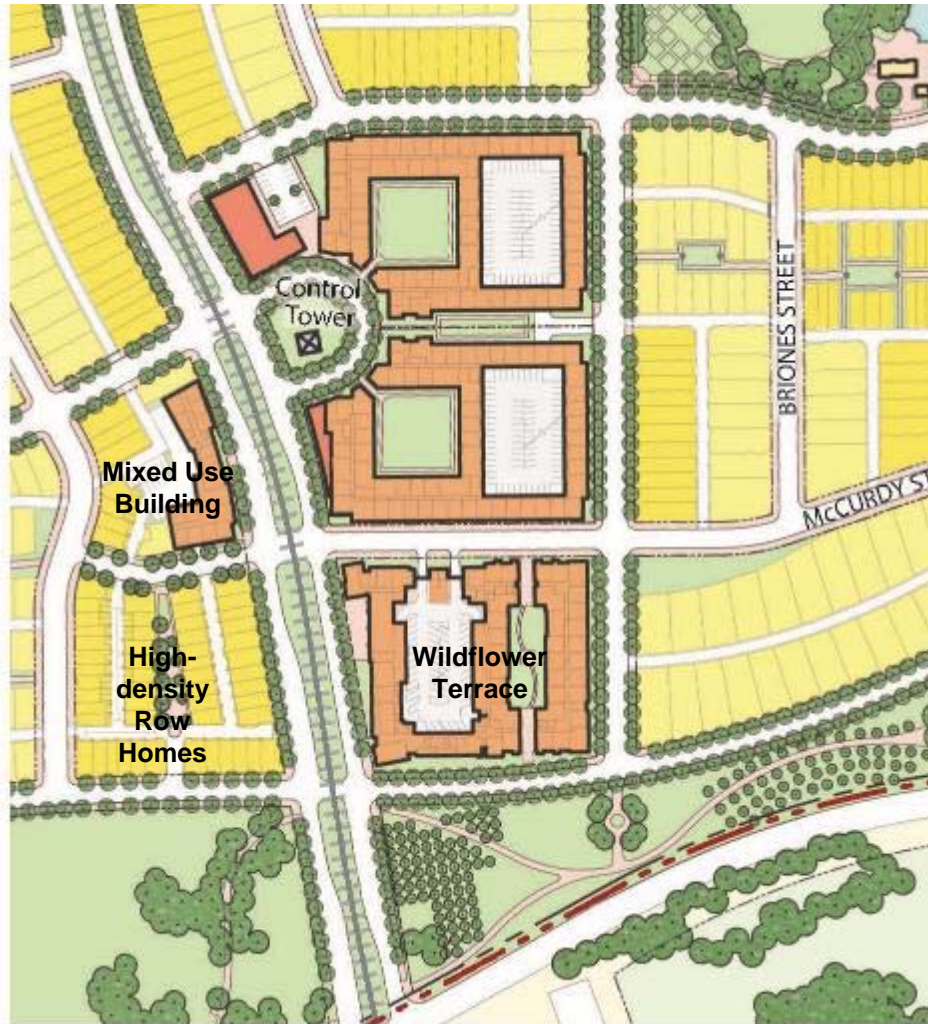 Control
Tower
BRIONES STREET
Mixed Use
Building
McCURDY ST
High-
density
Row
Homes
Wildflower
Terrace